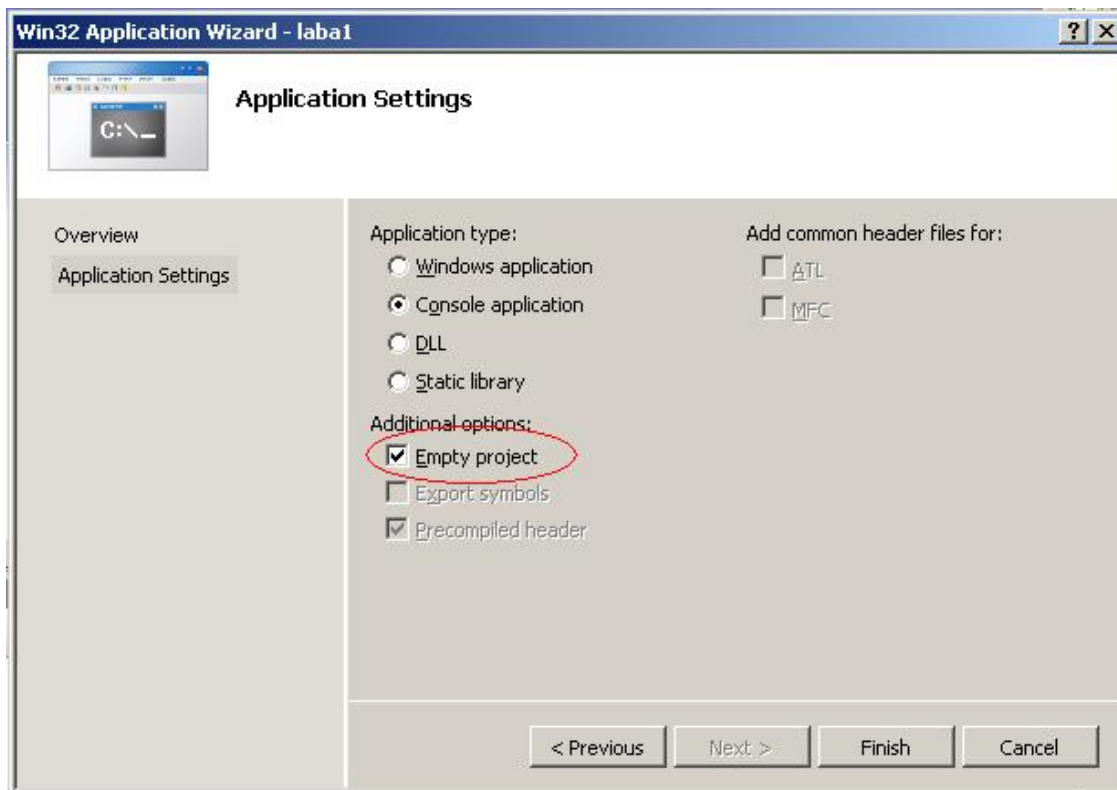 Win32 Application Wizard - laba1
C:\_
Application Settings
Overview
Application Settings
Application type:
Windows application
Console application
DLL
Static library
Additional options:
Empty project
Export symbols
Precompiled header
Add common header files for:
ATL
MFC
< Previous
Next >
Finish
Cancel